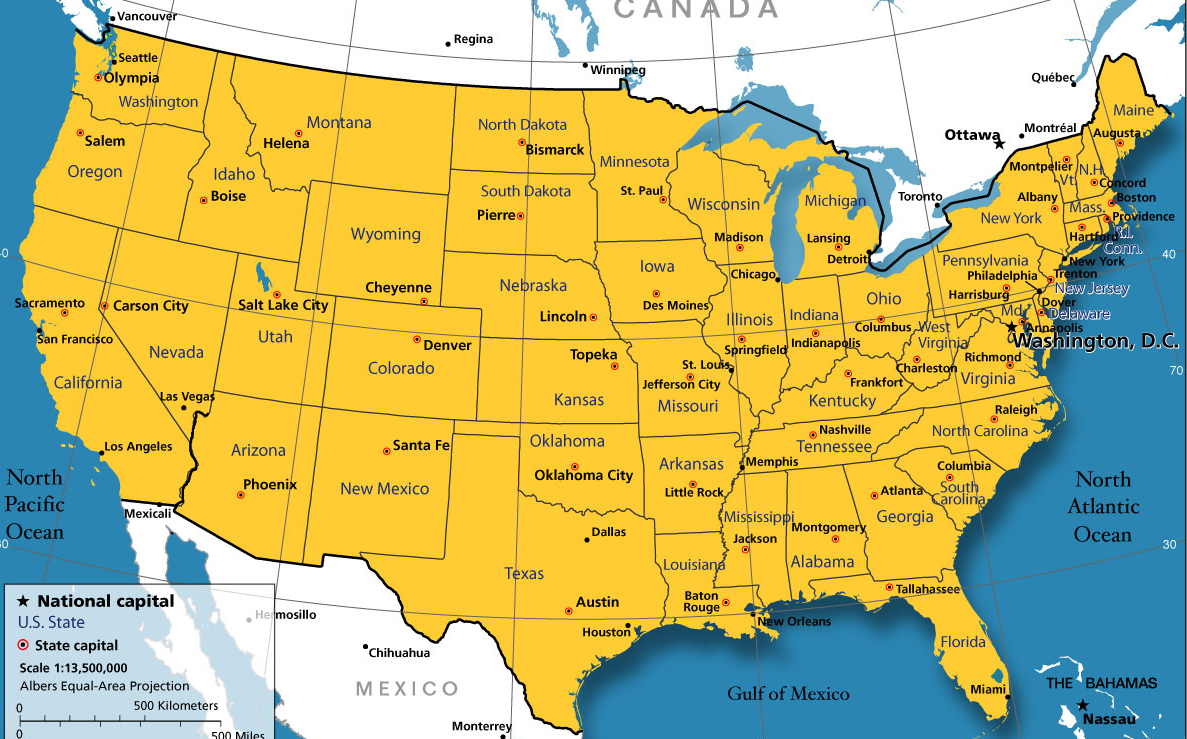 CANADA
Vancouver
Regina
Winnipeg
Québec
Seattle
Olympia
Washington
Montana
Helena
North Dakota
Bismarck
Minnesota
St. Paul
Ottawa
Montréal
Maine
Augusta
Salem
Oregon
Idaho
Boise
South Dakota
Pierre
Wisconsin
Madison
Michigan
Lansing
Detroit
Toronto
Montpelier
Vt.
N.H.
Concord
Albany
New York
Mass.
Boston
Providence
R.I.
Hartford
Conn.
Wyoming
Cheyenne
Nebraska
Lincoln
Iowa
Des Moines
Chicago
Pennsylvania
Philadelphia
Harrisburg
New York
Trenton
New Jersey
40
Sacramento
San Francisco
Carson City
Salt Lake City
Utah
Nevada
California
Denver
Colorado
Topeka
Kansas
Illinois
Springfield
St. Louis
Jefferson City
Missouri
Indiana
Indianapolis
Ohio
Columbus
West
Virginia
Charleston
Frankfort
Kentucky
Md.
Dover
Delaware
Annapolis
Washington, D.C.
Richmond
Virginia
70
Las Vegas
Los Angeles
Arizona
Phoenix
Santa Fe
New Mexico
Oklahoma
Oklahoma City
Arkansas
Little Rock
Nashville
Tennessee
Memphis
Raleigh
North Carolina
Columbia
South
Carolina
Atlanta
Georgia
North
Pacific
Ocean
Mexicali
Dallas
Texas
Austin
Houston
Louisiana
Baton
Rouge
New Orleans
Mississippi
Jackson
Montgomery
Alabama
Tallahassee
Florida
Miami
North
Atlantic
Ocean
30
National capital
U.S. State
State capital
Scale 1:13,500,000
Albers Equal-Area Projection
0 500 Kilometers
0 500 Miles
Hermosillo
Chihuahua
MEXICO
Monterrey
Gulf of Mexico
THE BAHAMAS
Nassau